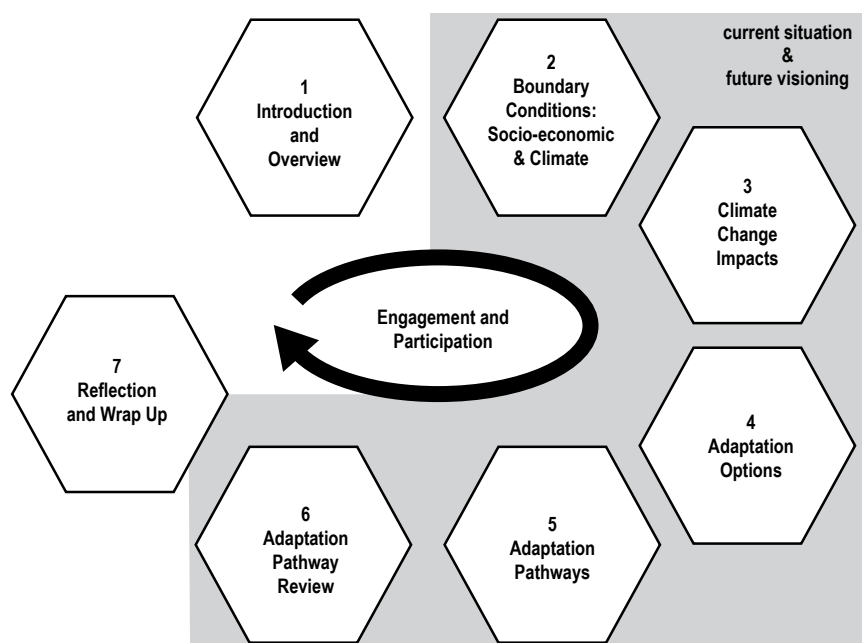 current situation
&
future visioning
1
Introduction
and
Overview
2
Boundary
Conditions:
Socio-economic
& Climate
3
Climate
Change
Impacts
4
Adaptation
Options
5
Adaptation
Pathways
6
Adaptation
Pathway
Review
7
Reflection
and Wrap Up
Engagement and
Participation